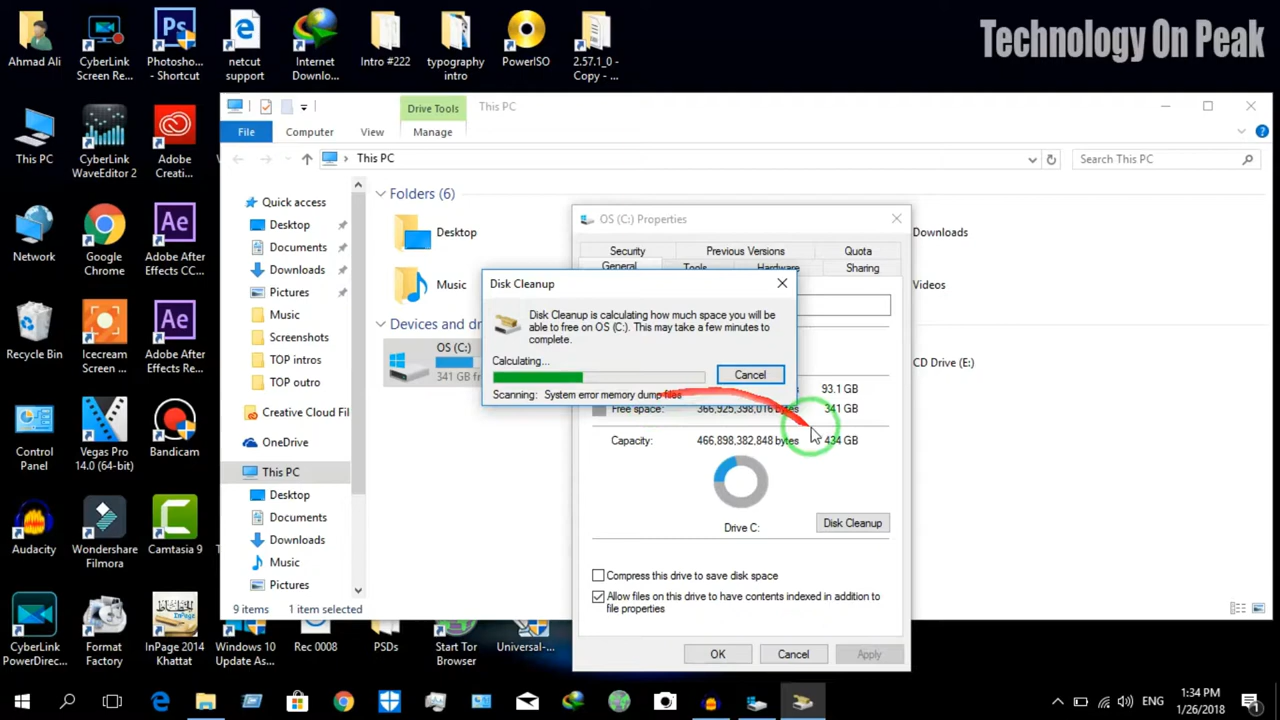 Technology On Peak
Ahmad Ali
CyberLink
Screen Re...
Photosho...
- Shortcut
netcut
support
Internet
Downlo...
Intro #222
typography
intro
PowerISO
2.57.1_0 -
Copy - ...
This PC
CyberLink
WaveEditor 2
Adobe
Creati...
Network
Google
Chrome
Adobe After
Effects CC...
Recycle Bin
Icecream
Screen ...
Adobe After
Effects ...
Control
Panel
Vegas Pro
14.0 (64-bit)
Bandicam
Audacity
Wondershare
Filmora
Camtasia 9
CyberLink
PowerDirec...
Format
Factory
InPage 2014
Khattat
Windows 10
Update As...
Rec 0008
PSDs
Start Tor
Browser
Universal-...
Drive Tools
This PC
File
Computer
View
Manage
This PC
Search This PC
Quick access
Desktop
Documents
Downloads
Pictures
Music
Screenshots
TOP intros
TOP outro
Creative Cloud Fil
OneDrive
This PC
Desktop
Documents
Downloads
Music
Pictures
Folders (6)
Desktop
Music
Downloads
Videos
Devices and dr
OS (C:)
341 GB fr
CD Drive (E:)
9 items 1 item selected
OS (C:) Properties
Security
Previous Versions
Quota
General
Tools
Hardware
Sharing
Disk Cleanup
Disk Cleanup is calculating how much space you will be
able to free on OS (C:). This may take a few minutes to
complete.
Calculating...
Cancel
Scanning: System error memory dump files
93.1 GB
Free space: 366,925,398,016 bytes 341 GB
Capacity: 466,898,382,848 bytes 434 GB
Drive C:
Disk Cleanup
Compress this drive to save disk space
Allow files on this drive to have contents indexed in addition to
file properties
OK
Cancel
Apply
ENG
1:34 PM
1/26/2018
1